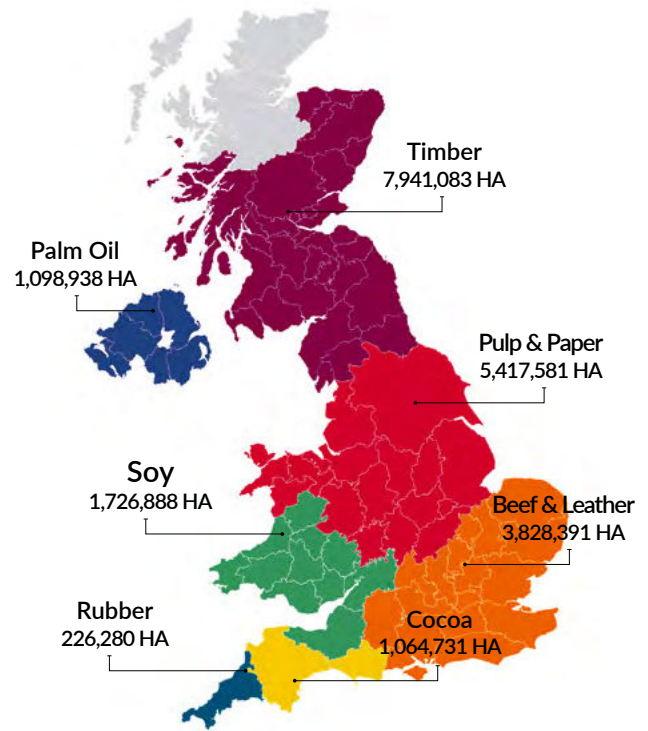 Timber
7,941,083 HA
Palm Oil
1,098,938 HA
Pulp & Paper
5,417,581 HA
Soy
1,726,888 HA
Beef & Leather
3,828,391 HA
Rubber
226,280 HA
Cocoa
1,064,731 HA